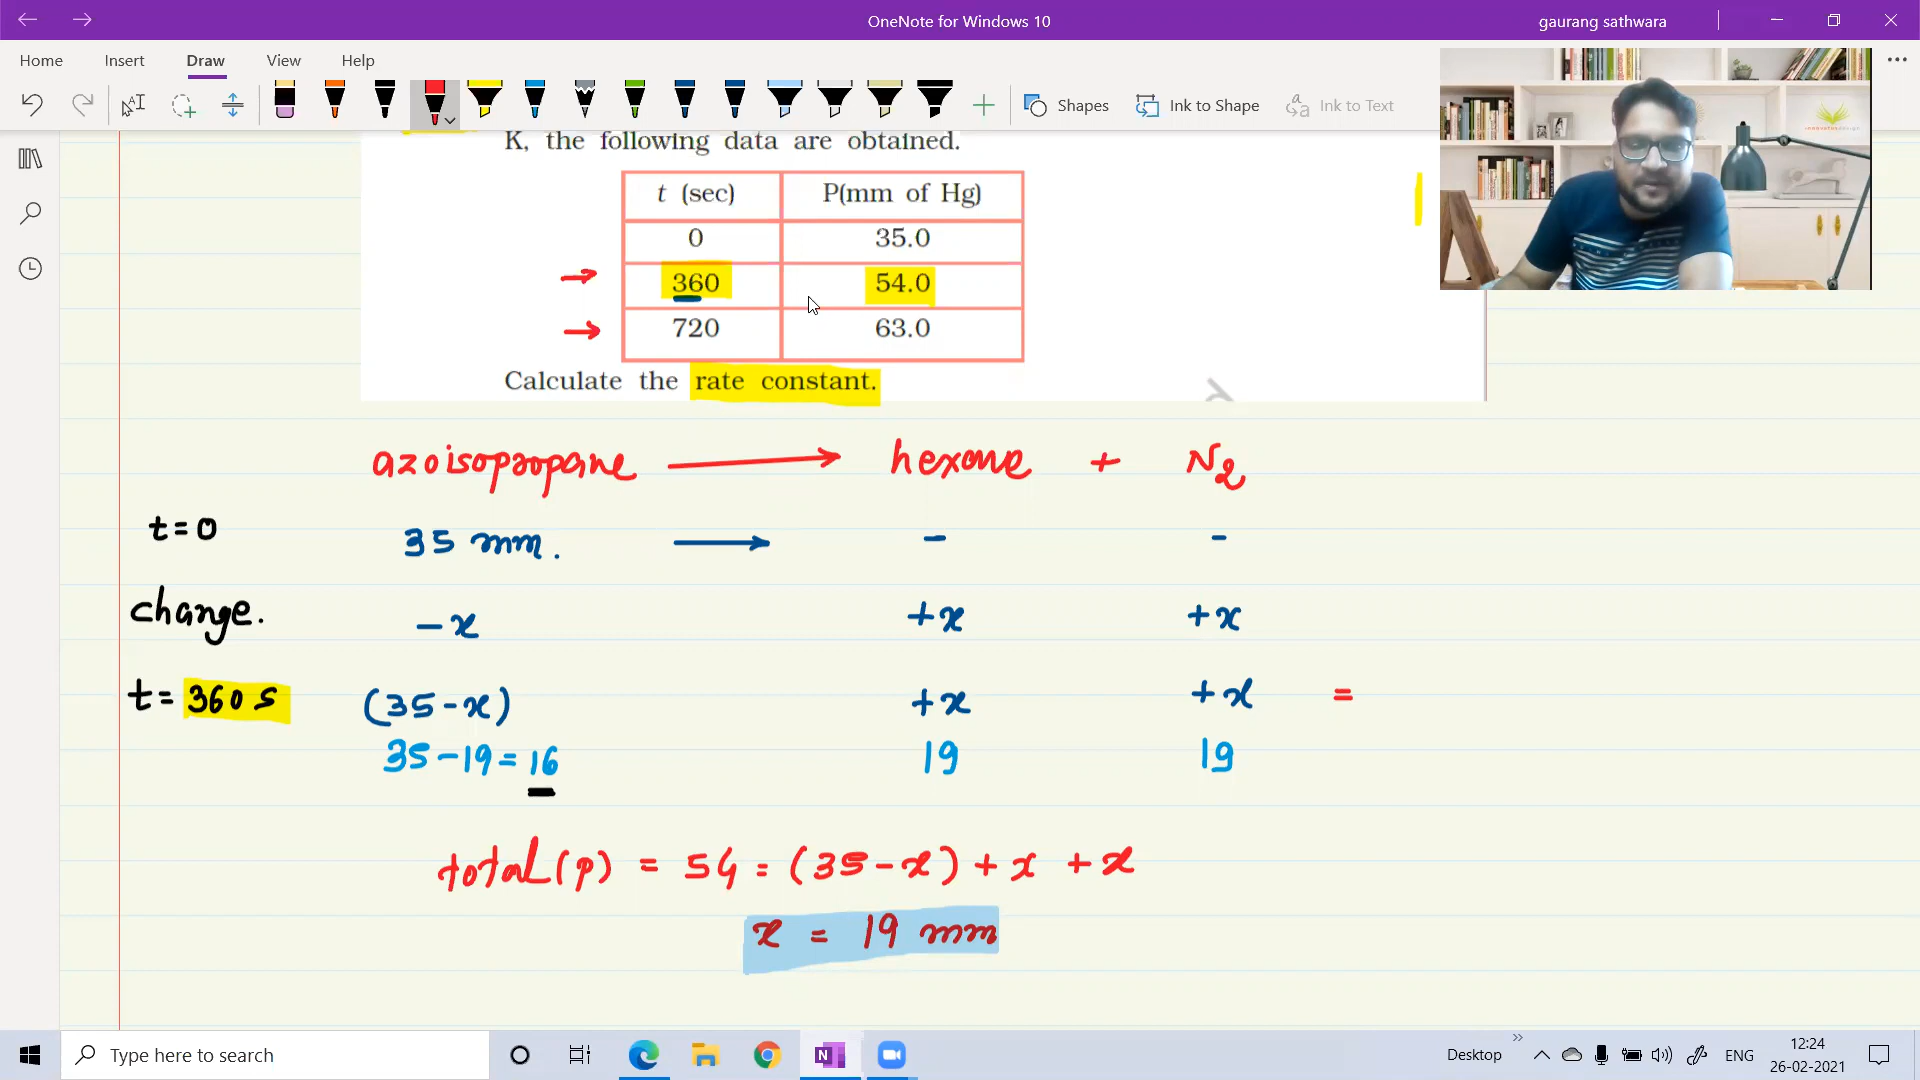 OneNote for Windows 10
gaurang sathwara
Home Insert Draw View Help
Shapes Ink to Shape Ink to Text
K, the following data are obtained.
t (sec) P(mm of Hg)
0 35.0
→ 360 54.0
→ 720 63.0
Calculate the rate constant.
azoisopropane → hexane + N2
t=0 35 mm. → - -
change. -x +x +x
t= 360 s (35-x) +x +x =
35-19=16 19 19
total(p) = 54 = (35-x) + x + x
x = 19 mm
Type here to search
Desktop
ENG
12:24
26-02-2021